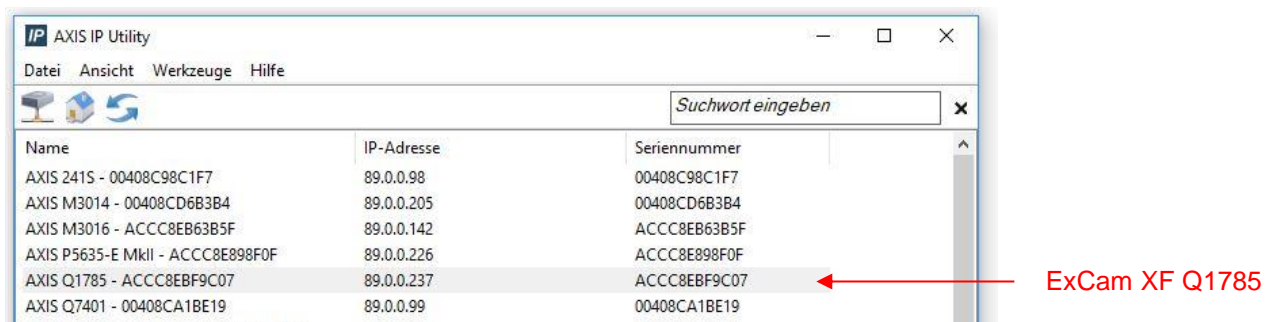 IP AXIS IP Utility
Datei Ansicht Werkzeuge Hilfe
Suchwort eingeben
Name IP-Adresse Seriennummer
AXIS 241S - 00408C98C1F7 89.0.0.98 00408C98C1F7
AXIS M3014 - 00408CD6B3B4 89.0.0.205 00408CD6B3B4
AXIS M3016 - ACCC8EB63B5F 89.0.0.142 ACCC8EB63B5F
AXIS P5635-E MkII - ACCC8E898F0F 89.0.0.226 ACCC8E898F0F
AXIS Q1785 - ACCC8EBF9C07 89.0.0.237 ACCC8EBF9C07 ExCam XF Q1785
AXIS Q7401 - 00408CA1BE19 89.0.0.99 00408CA1BE19